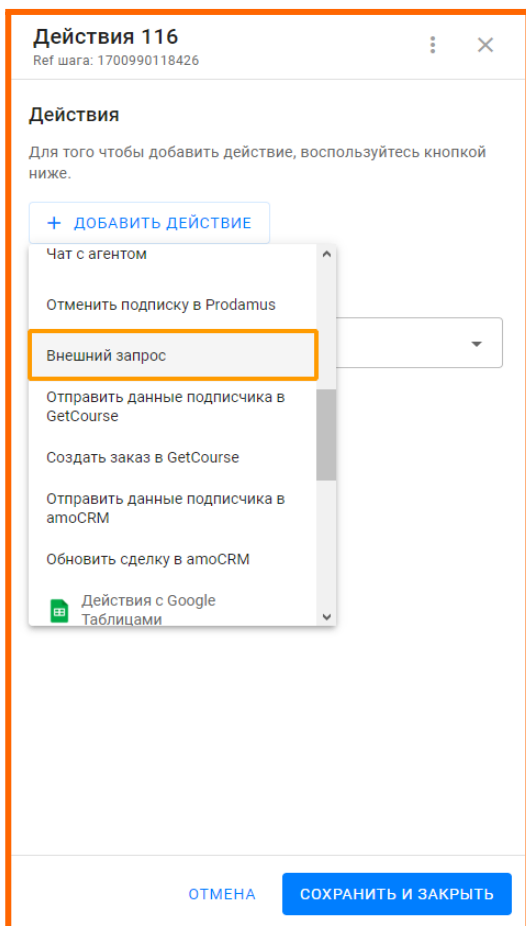 Действия 116
Ref шага: 1700990118426
Действия
Для того чтобы добавить действие, воспользуйтесь кнопкой
ниже.
+ ДОБАВИТЬ ДЕЙСТВИЕ
Чат с агентом
Отменить подписку в Prodamus
Внешний запрос
Отправить данные подписчика в
GetCourse
Создать заказ в GetCourse
Отправить данные подписчика в
amoCRM
Обновить сделку в amoCRM
Действия с Google
Таблицами
ОТМЕНА
СОХРАНИТЬ И ЗАКРЫТЬ